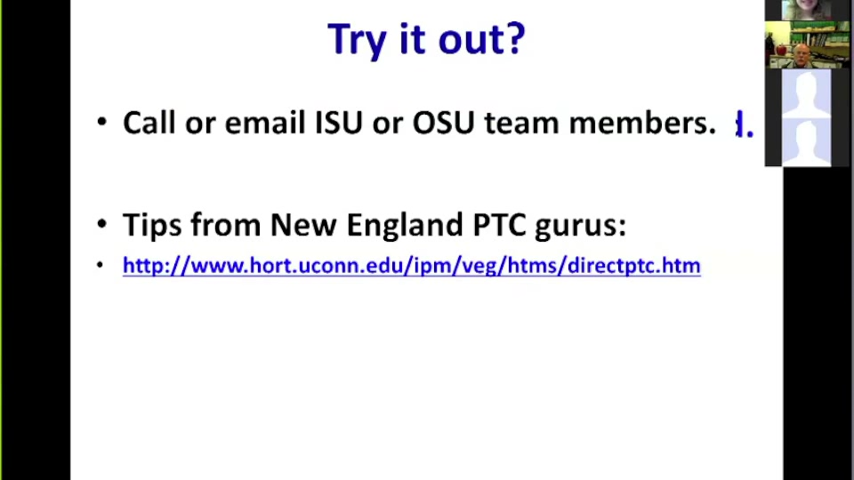 Try it out?
• Call or email ISU or OSU team members.
• Tips from New England PTC gurus:
• http://www.hort.uconn.edu/ipm/veg/htms/directptc.htm